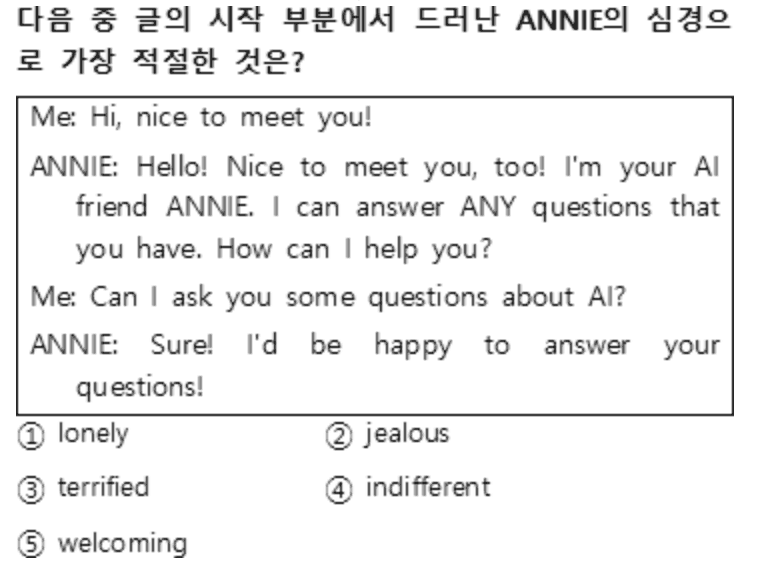 다음 중 글의 시작 부분에서 드러난 ANNIE의 심경으
로 가장 적절한 것은?
Me: Hi, nice to meet you!
ANNIE: Hello! Nice to meet you, too! I'm your AI
friend ANNIE. I can answer ANY questions that
you have. How can I help you?
Me: Can I ask you some questions about AI?
ANNIE: Sure! I'd be happy to answer your
questions!
① lonely ② jealous
③ terrified ④ indifferent
⑤ welcoming